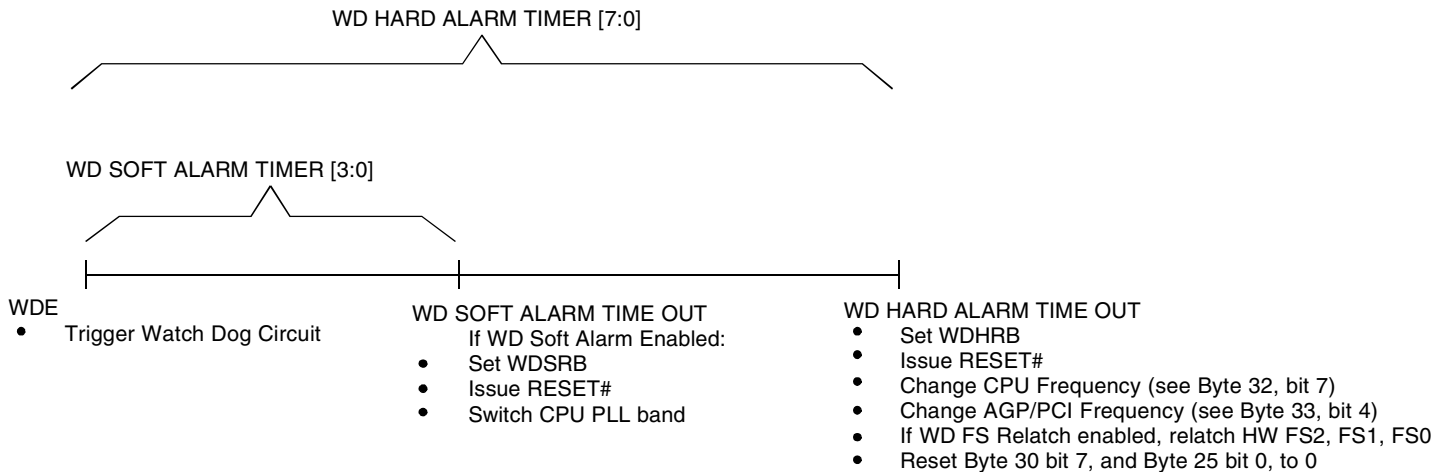 WD HARD ALARM TIMER [7:0]
WD SOFT ALARM TIMER [3:0]
WDE
• Trigger Watch Dog Circuit
WD SOFT ALARM TIME OUT
If WD Soft Alarm Enabled:
• Set WDSRB
• Issue RESET#
• Switch CPU PLL band
WD HARD ALARM TIME OUT
• Set WDHRB
• Issue RESET#
• Change CPU Frequency (see Byte 32, bit 7)
• Change AGP/PCI Frequency (see Byte 33, bit 4)
• If WD FS Relatch enabled, relatch HW FS2, FS1, FS0
• Reset Byte 30 bit 7, and Byte 25 bit 0, to 0